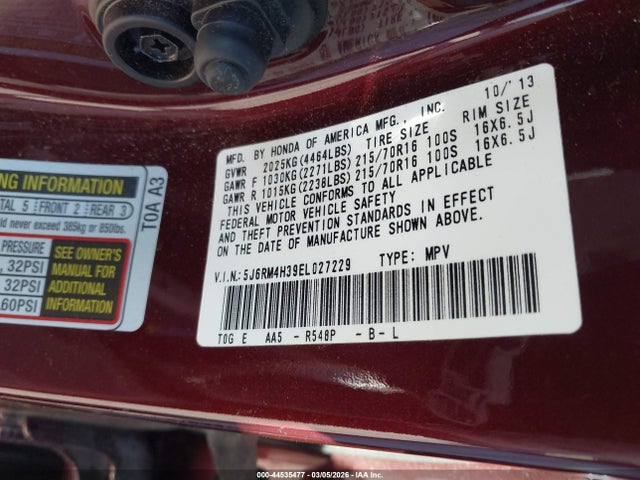 10/'13
MFD. BY HONDA OF AMERICA MFG., INC.
GVWR 2025KG(4464LBS) TIRE SIZE RIM SIZE
GAWR F 1030KG(2271LBS) 215/70R16 100S 16X6.5J
GAWR R 1015KG(2238LBS) 215/70R16 100S 16X6.5J
THIS VEHICLE CONFORMS TO ALL APPLICABLE
FEDERAL MOTOR VEHICLE SAFETY
AND THEFT PREVENTION STANDARDS IN EFFECT
ON THE DATE OF MANUFACTURE SHOWN ABOVE.
V.I.N.:5J6RM4H39EL027229 TYPE: MPV
T0G E AA5 - R548P - B - L
NG INFORMATION
TAL 5 FRONT 2 REAR 3
ld never exceed 385kg or 850lbs.
PRESSURE
, 32PSI
, 32PSI
60PSI
SEE OWNER'S
MANUAL FOR
ADDITIONAL
INFORMATION
T0A A3
000-44535477 - 03/05/2026 - IAAI Customer